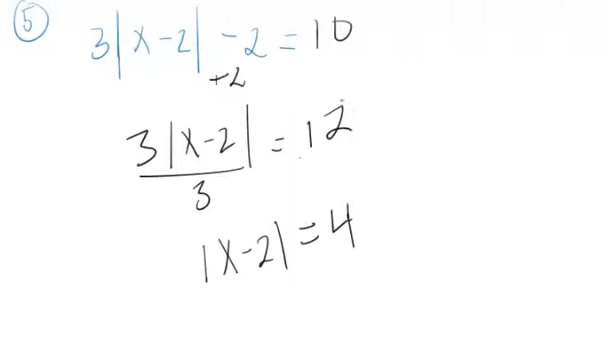 ⑤ 3|x-2| -2 = 10
+2
3|x-2| = 12
3
|x-2| = 4